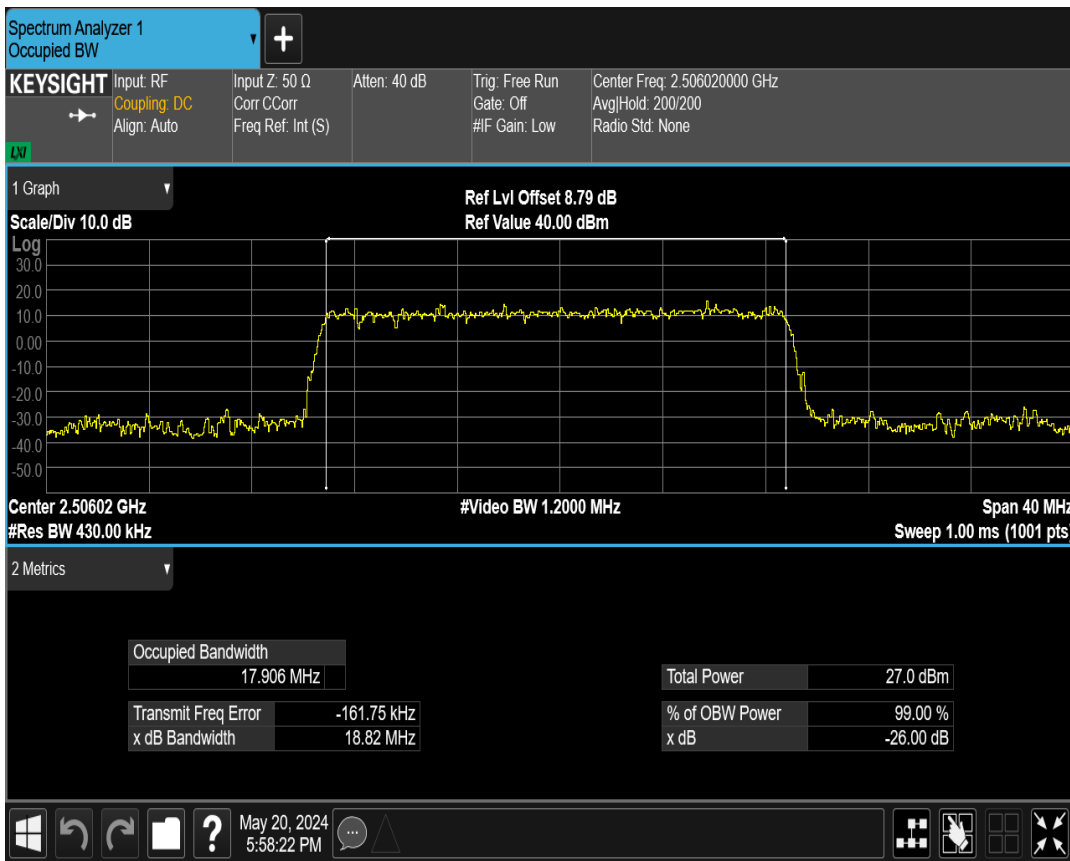 Spectrum Analyzer 1
Occupied BW
+
KEYSIGHT
Input: RF
Coupling: DC
Align: Auto
Input Z: 50 Ω
Corr CCorr
Freq Ref: Int (S)
Atten: 40 dB
Trig: Free Run
Gate: Off
#IF Gain: Low
Center Freq: 2.506020000 GHz
Avg|Hold: 200/200
Radio Std: None
LXI
1 Graph
Scale/Div 10.0 dB
Ref Lvl Offset 8.79 dB
Ref Value 40.00 dBm
Log
30.0
20.0
10.0
0.00
-10.0
-20.0
-30.0
-40.0
-50.0
Center 2.50602 GHz
#Video BW 1.2000 MHz
Span 40 MHz
#Res BW 430.00 kHz
Sweep 1.00 ms (1001 pts)
2 Metrics
Occupied Bandwidth
17.906 MHz
Total Power 27.0 dBm
Transmit Freq Error -161.75 kHz
% of OBW Power 99.00 %
x dB Bandwidth 18.82 MHz
x dB -26.00 dB
?
May 20, 2024
5:58:22 PM